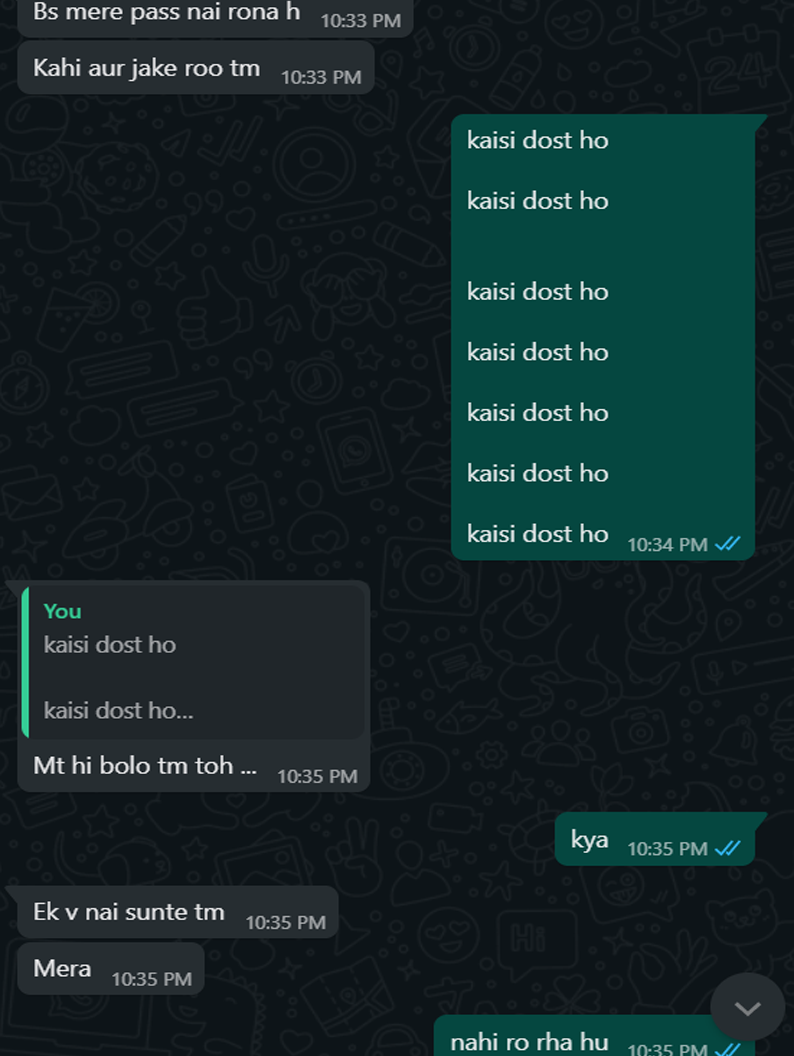 Bs mere pass nai rona h 10:33 PM
Kahi aur jake roo tm 10:33 PM
kaisi dost ho
kaisi dost ho
kaisi dost ho
kaisi dost ho
kaisi dost ho
kaisi dost ho
kaisi dost ho 10:34 PM
You
kaisi dost ho
kaisi dost ho...
Mt hi bolo tm toh ... 10:35 PM
kya 10:35 PM
Ek v nai sunte tm 10:35 PM
Mera 10:35 PM
nahi ro rha hu 10:35 PM